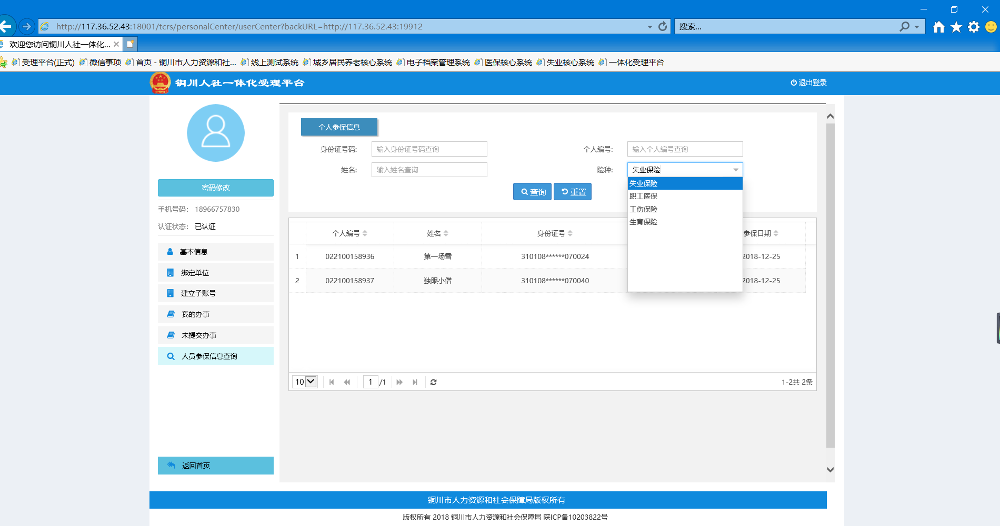 http://117.36.52.43:18001/tcrs/personalCenter/userCenter?backURL=http://117.36.52.43:19912
搜索...
欢迎您访问铜川人社一体化...
受理平台(正式) 微信事项 首页 - 铜川市人力资源和社... 线上测试系统 城乡居民养老核心系统 电子档案管理系统 医保核心系统 失业核心系统 一体化受理平台
铜川人社一体化受理平台
退出登录
密码修改
手机号码: 18966757830
认证状态: 已认证
基本信息
绑定单位
建立子账号
我的办事
未提交办事
人员参保信息查询
返回首页
个人参保信息
身份证号码: 输入身份证号码查询 个人编号: 输入个人编号查询
姓名: 输入姓名查询 险种: 失业保险
失业保险
职工医保
工伤保险
生育保险
查询 重置
个人编号 姓名 身份证号 参保日期
1 022100158936 第一场雪 310108******070024 2018-12-25
2 022100158937 独眼小僧 310108******070040 2018-12-25
10 1 /1 1-2共 2条
铜川市人力资源和社会保障局版权所有
版权所有 2018 铜川市人力资源和社会保障局 陕ICP备10203822号